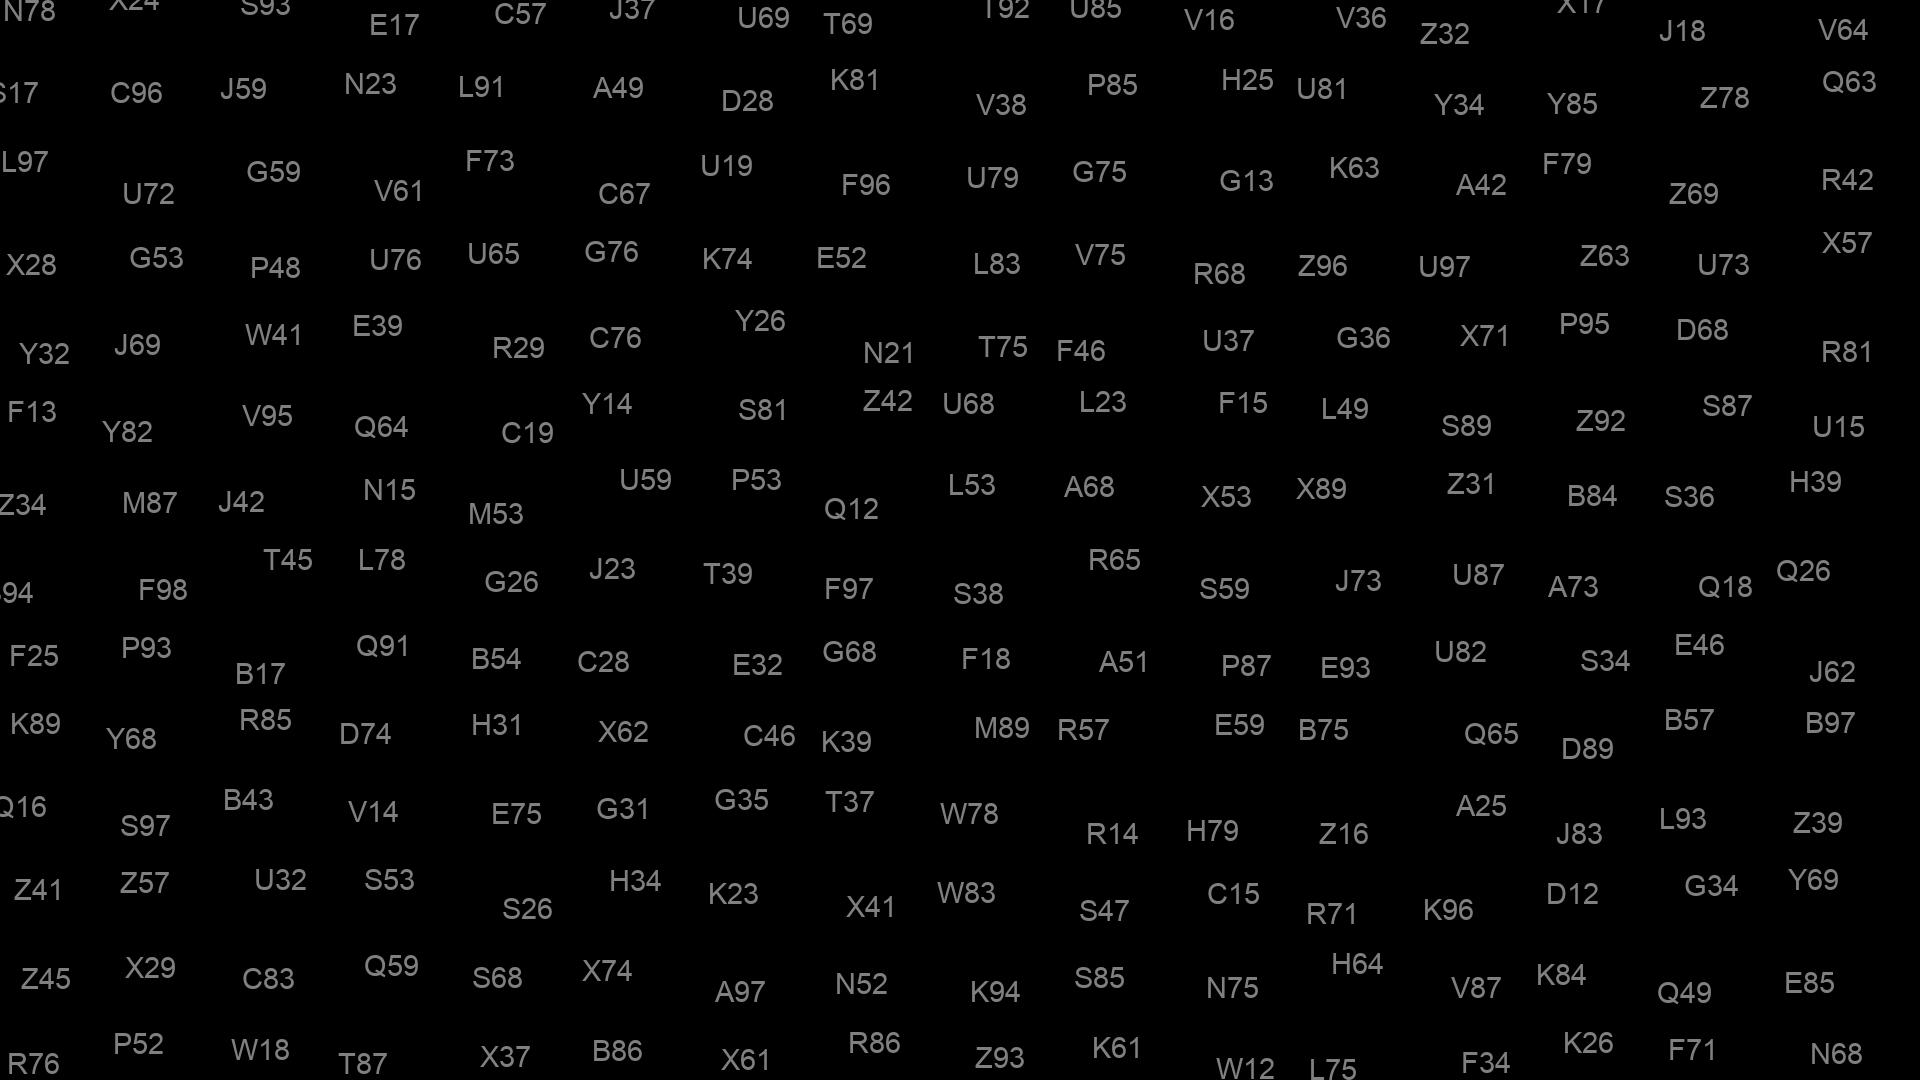 N78 X24 S93 E17 C57 J37 U69 T69 T92 U85 V16 V36 Z32 X17 J18 V64
S17 C96 J59 N23 L91 A49 D28 K81 V38 P85 H25 U81 Y34 Y85 Z78 Q63
L97 U72 G59 V61 F73 C67 U19 F96 U79 G75 G13 K63 A42 F79 Z69 R42
X28 G53 P48 U76 U65 G76 K74 E52 L83 V75 R68 Z96 U97 Z63 U73 X57
Y32 J69 W41 E39 R29 C76 Y26 N21 T75 F46 U37 G36 X71 P95 D68 R81
F13 Y82 V95 Q64 C19 Y14 S81 Z42 U68 L23 F15 L49 S89 Z92 S87 U15
Z34 M87 J42 N15 M53 U59 P53 Q12 L53 A68 X53 X89 Z31 B84 S36 H39
94 F98 T45 L78 G26 J23 T39 F97 S38 R65 S59 J73 U87 A73 Q18 Q26
F25 P93 B17 Q91 B54 C28 E32 G68 F18 A51 P87 E93 U82 S34 E46 J62
K89 Y68 R85 D74 H31 X62 C46 K39 M89 R57 E59 B75 Q65 D89 B57 B97
Q16 S97 B43 V14 E75 G31 G35 T37 W78 R14 H79 Z16 A25 J83 L93 Z39
Z41 Z57 U32 S53 S26 H34 K23 X41 W83 S47 C15 R71 K96 D12 G34 Y69
Z45 X29 C83 Q59 S68 X74 A97 N52 K94 S85 N75 H64 V87 K84 Q49 E85
R76 P52 W18 T87 X37 B86 X61 R86 Z93 K61 W12 L75 F34 K26 F71 N68